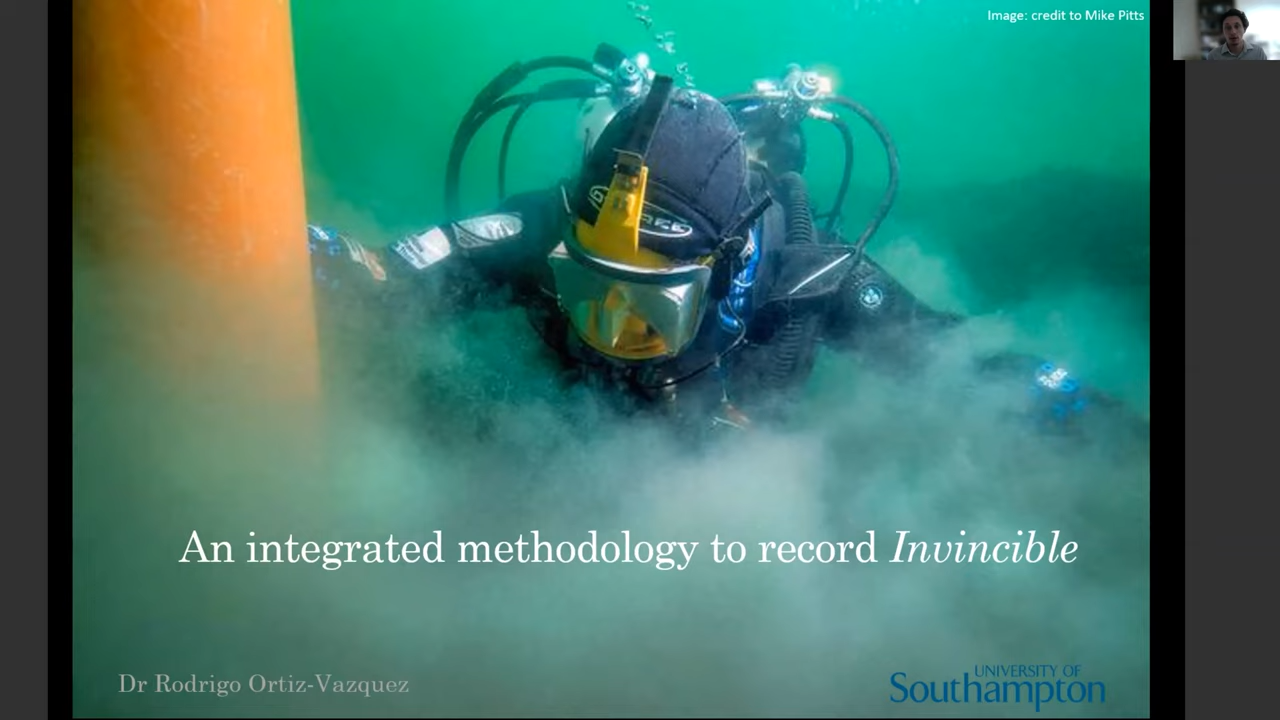 Image: credit to Mike Pitts
An integrated methodology to record Invincible
Dr Rodrigo Ortiz-Vazquez
UNIVERSITY OF
Southampton